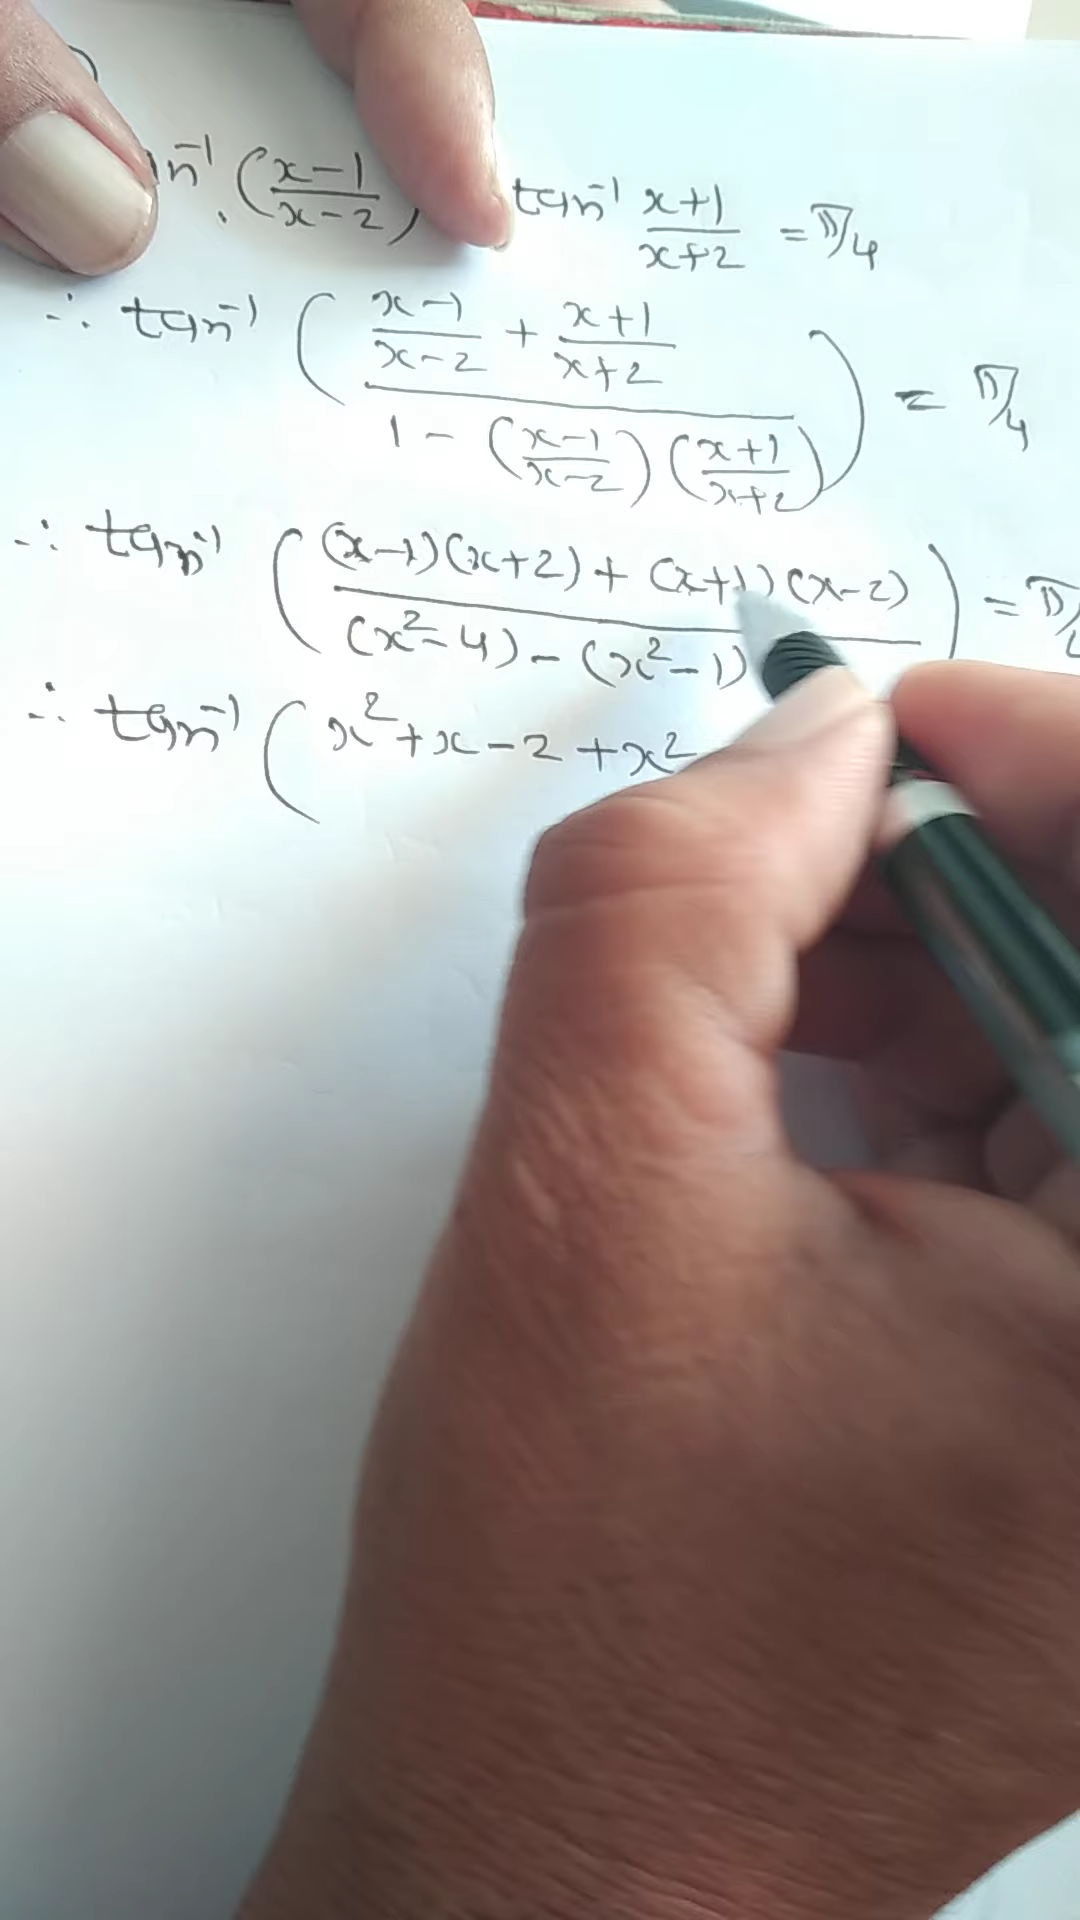 n⁻¹ (x-1/x-2) tan⁻¹ x+1/x+2 = π/4
∴ tan⁻¹ ( (x-1/x-2 + x+1/x+2) / (1 - (x-1/x-2)(x+1/x+2)) ) = π/4
∴ tan⁻¹ ( ((x-1)(x+2) + (x+1)(x-2)) / ((x²-4) - (x²-1)) ) = π/
∴ tan⁻¹ ( x²+x-2+x²